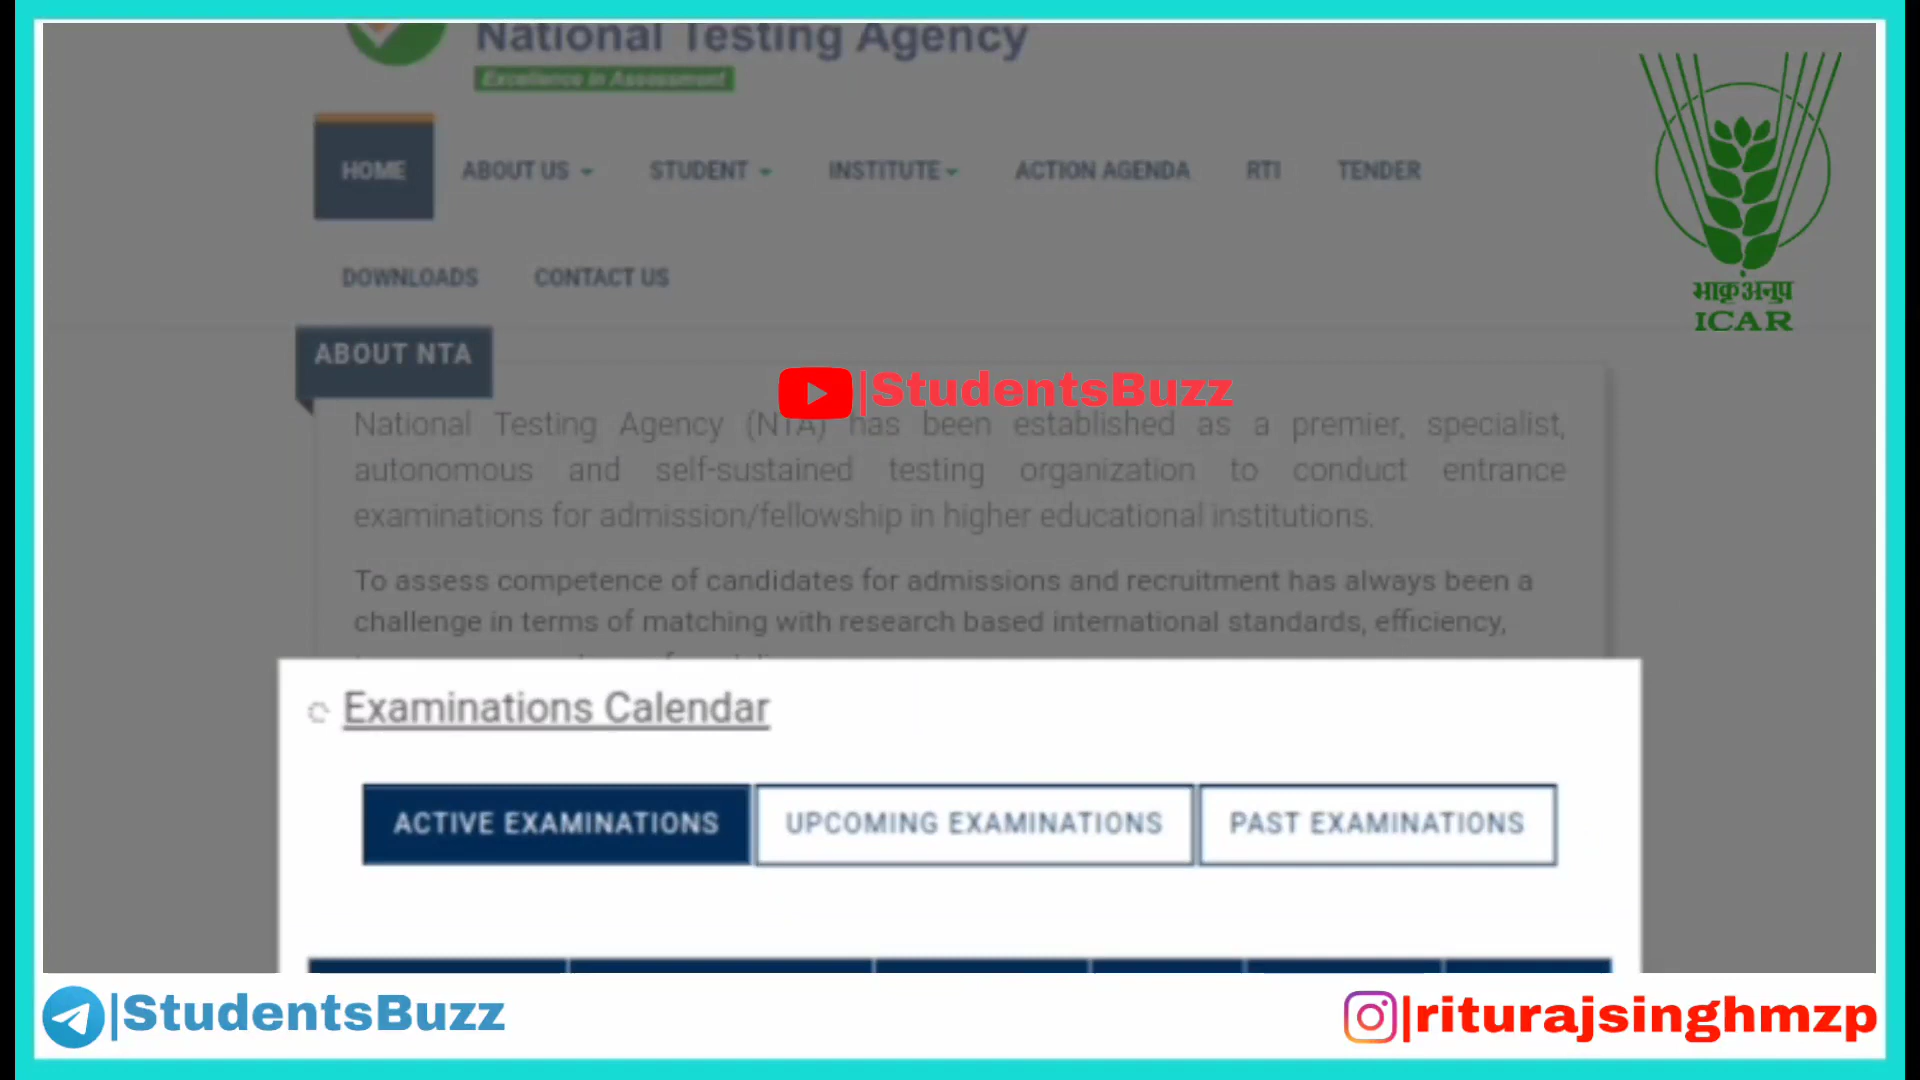 National Testing Agency
Excellence in Assessment
HOME ABOUT US STUDENT INSTITUTE ACTION AGENDA RTI TENDER
DOWNLOADS CONTACT US
भाकृअनुप
ICAR
ABOUT NTA
|StudentsBuzz
National Testing Agency (NTA) has been established as a premier, specialist,
autonomous and self-sustained testing organization to conduct entrance
examinations for admission/fellowship in higher educational institutions.
To assess competence of candidates for admissions and recruitment has always been a
challenge in terms of matching with research based international standards, efficiency,
Examinations Calendar
ACTIVE EXAMINATIONS UPCOMING EXAMINATIONS PAST EXAMINATIONS
|StudentsBuzz
|riturajsinghmzp